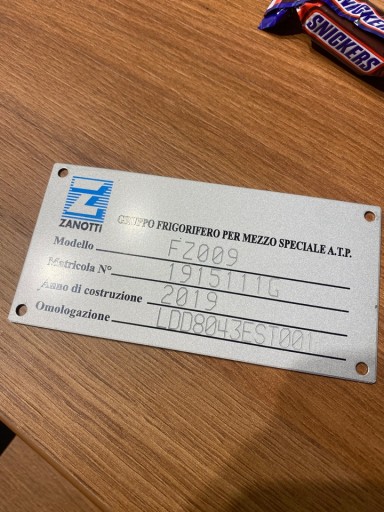 SNICKERS
ZANOTTI
GRUPPO FRIGORIFERO PER MEZZO SPECIALE A.T.P.
Modello FZ009
Matricola N° 1915111G
Anno di costruzione 2019
Omologazione LDD8043EST001